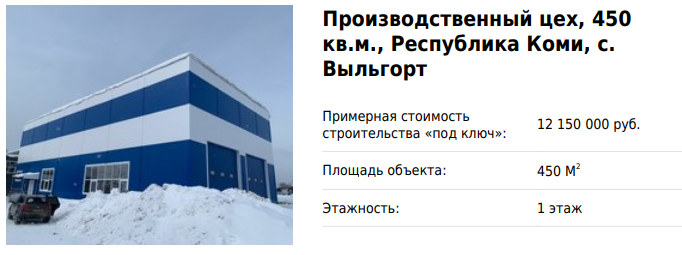 Производственный цех, 450
кв.м., Республика Коми, с.
Выльгорт
Примерная стоимость
строительства «под ключ»:
12 150 000 руб.
Площадь объекта:
450 М²
Этажность:
1 этаж